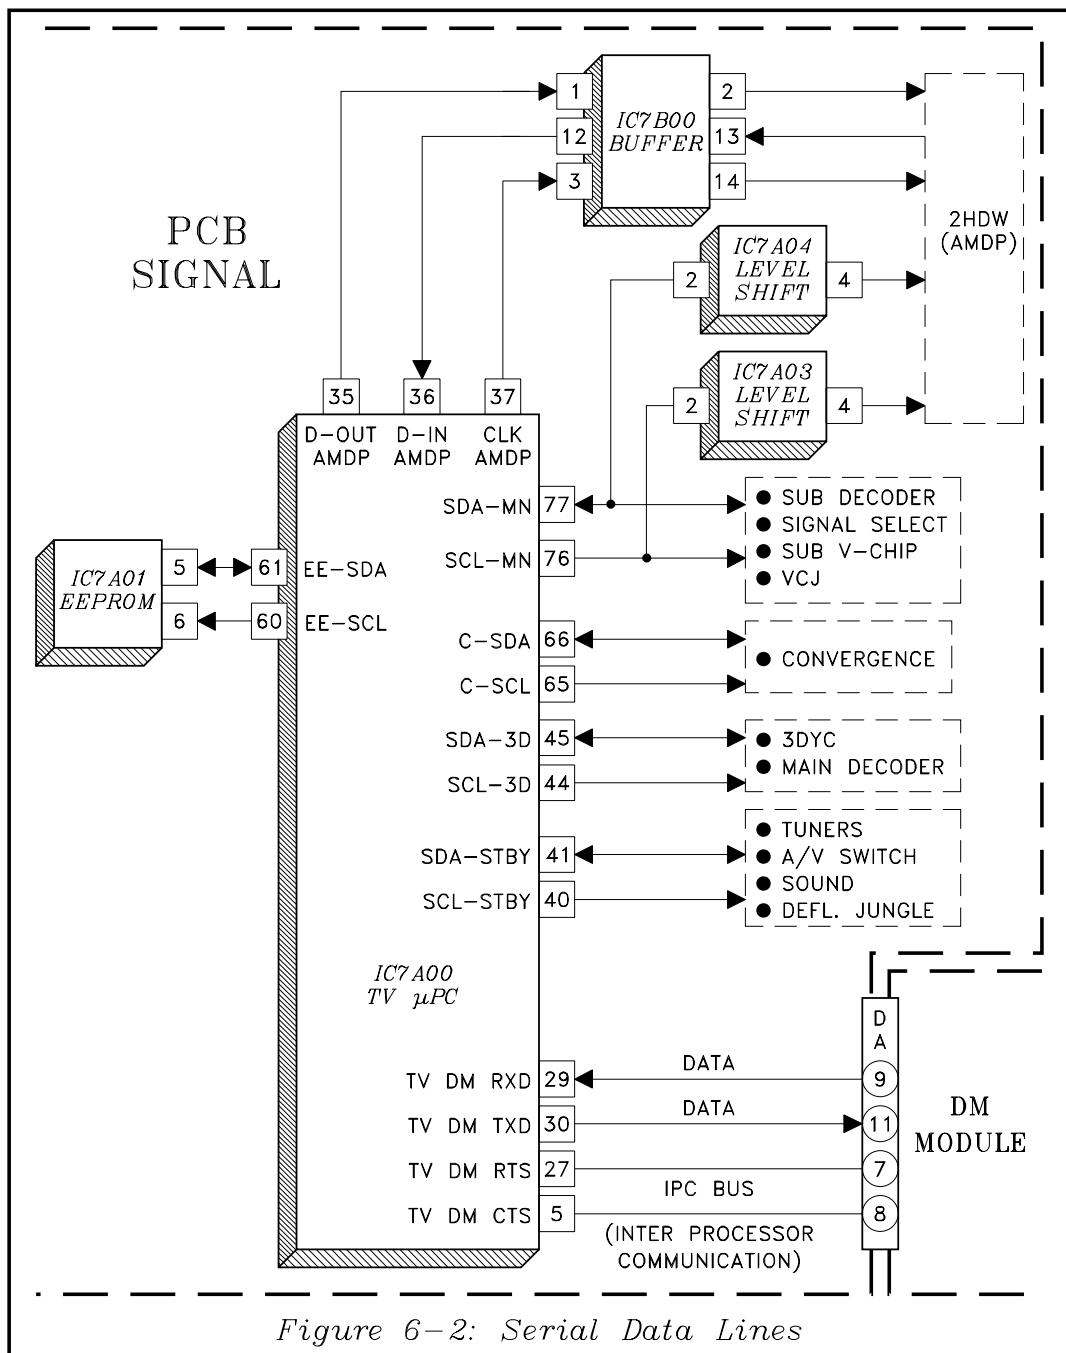 PCB
SIGNAL
1
12
3
IC7B00
BUFFER
2
13
14
2HDW
(AMDP)
2
IC7A04
LEVEL
SHIFT
4
2
IC7A03
LEVEL
SHIFT
4
35
36
37
D-OUT
AMDP
D-IN
AMDP
CLK
AMDP
SDA-MN
77
SCL-MN
76
● SUB DECODER
● SIGNAL SELECT
● SUB V-CHIP
● VCJ
IC7A01
EEPROM
5
6
61
60
EE-SDA
EE-SCL
C-SDA
66
C-SCL
65
● CONVERGENCE
SDA-3D
45
SCL-3D
44
● 3DYC
● MAIN DECODER
SDA-STBY
41
SCL-STBY
40
● TUNERS
● A/V SWITCH
● SOUND
● DEFL. JUNGLE
IC7A00
TV μPC
TV DM RXD
29
DATA
TV DM TXD
30
DATA
TV DM RTS
27
IPC BUS
TV DM CTS
5
(INTER PROCESSOR
COMMUNICATION)
D
A
9
11
7
8
DM
MODULE
Figure 6-2: Serial Data Lines